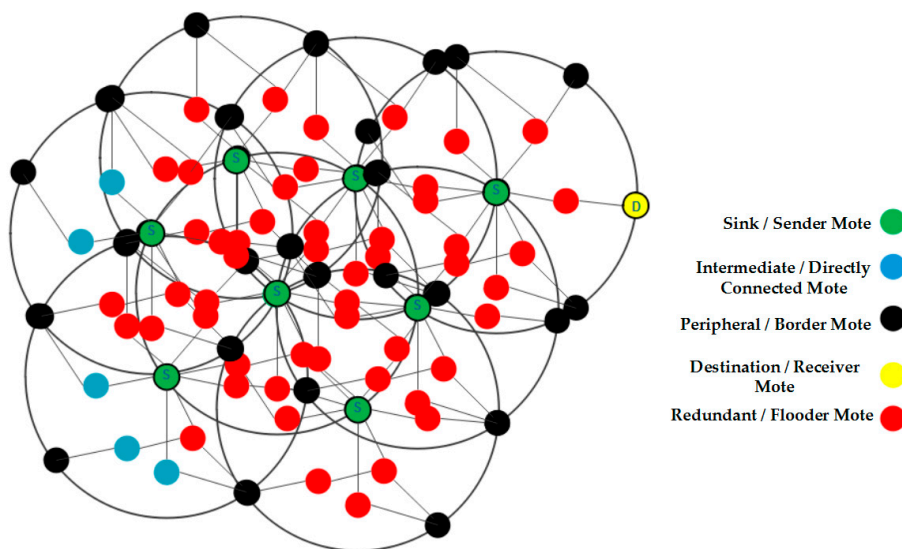 S
S
S
S
D
S
S
S
S
Sink / Sender Mote
Intermediate / Directly
Connected Mote
Peripheral / Border Mote
Destination / Receiver
Mote
Redundant / Flooder Mote